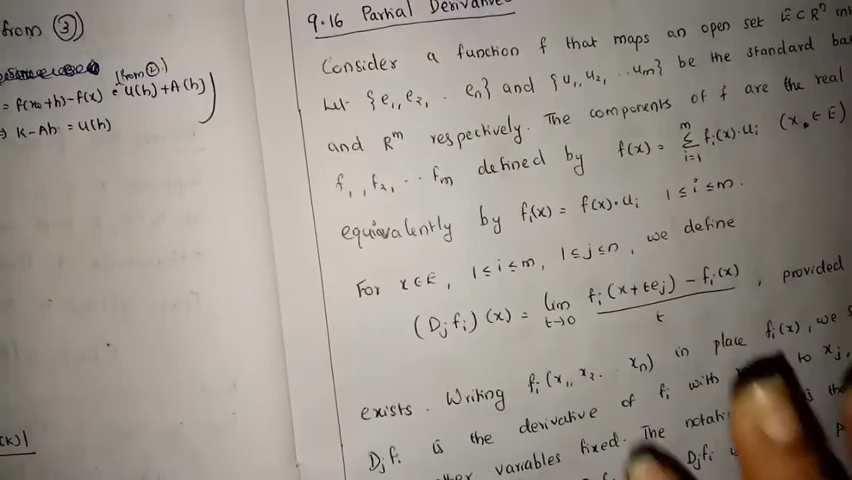 from ③
(from ②.)
= f(x₀+h) - f(x) = u(h) + A(h)
⇒ K - Ah = u(h)
(K)|
9.16 Partial Derivatives
Consider a function f that maps an open set E ⊂ Rⁿ
Let {e₁, e₂, ... eₙ} and {u₁, u₂, ... uₘ} be the standard
and Rᵐ respectively. The components of f are the real
f₁, f₂, ... fₘ defined by f(x) = Σᵢ₌₁ᵐ fᵢ(x)·uᵢ (x ∈ E)
equivalently by fᵢ(x) = f(x)·uᵢ 1 ≤ i ≤ m.
For x ∈ E, 1 ≤ i ≤ m, 1 ≤ j ≤ n, we define
(Dⱼfᵢ)(x) = lim t→0 fᵢ(x+teⱼ) - fᵢ(x) / t, provided
exists. Writing fᵢ(x₁, x₂ ... xₙ) in place fᵢ(x), we
Dⱼfᵢ is the derivative of fᵢ with to xⱼ,
variables fixed. The
Dⱼfᵢ